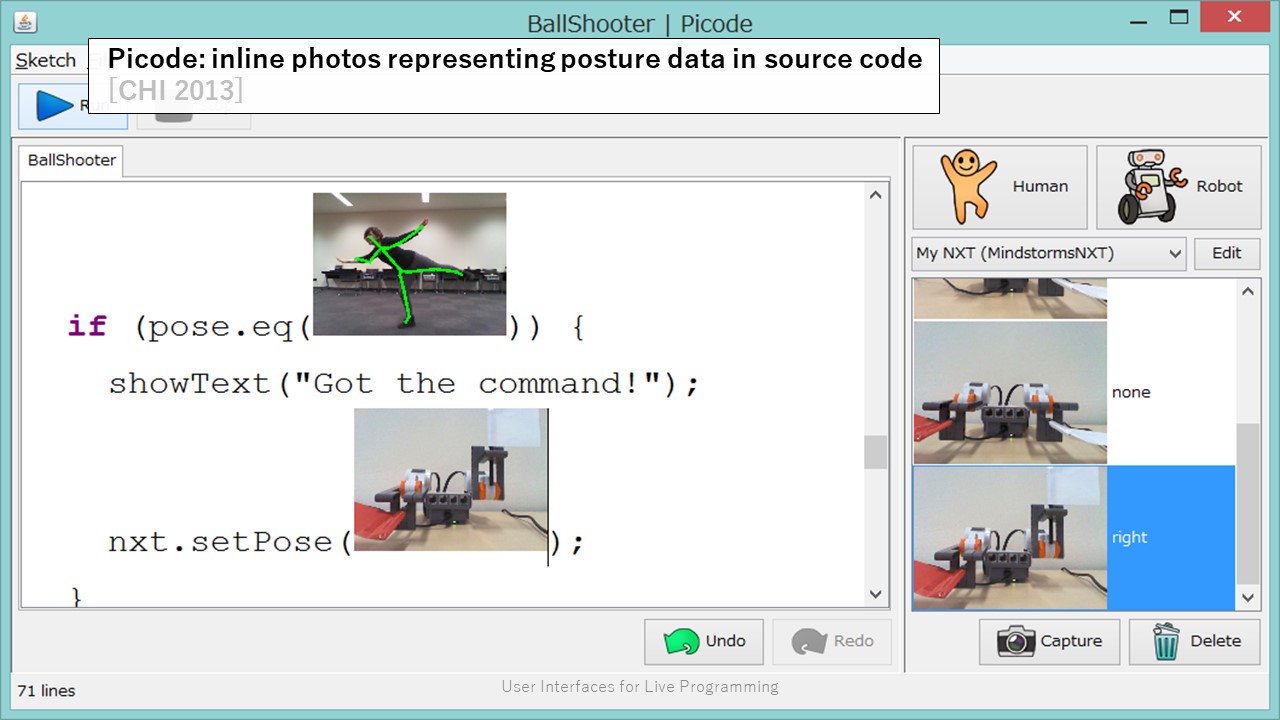 BallShooter | Picode
Picode: inline photos representing posture data in source code
[CHI 2013]
Sketch
BallShooter
if (pose.eq( )) {
showText("Got the command!");
nxt.setPose( );
}
Undo
Redo
71 lines
Human
Robot
My NXT (MindstormsNXT)
Edit
none
right
Capture
Delete
User Interfaces for Live Programming